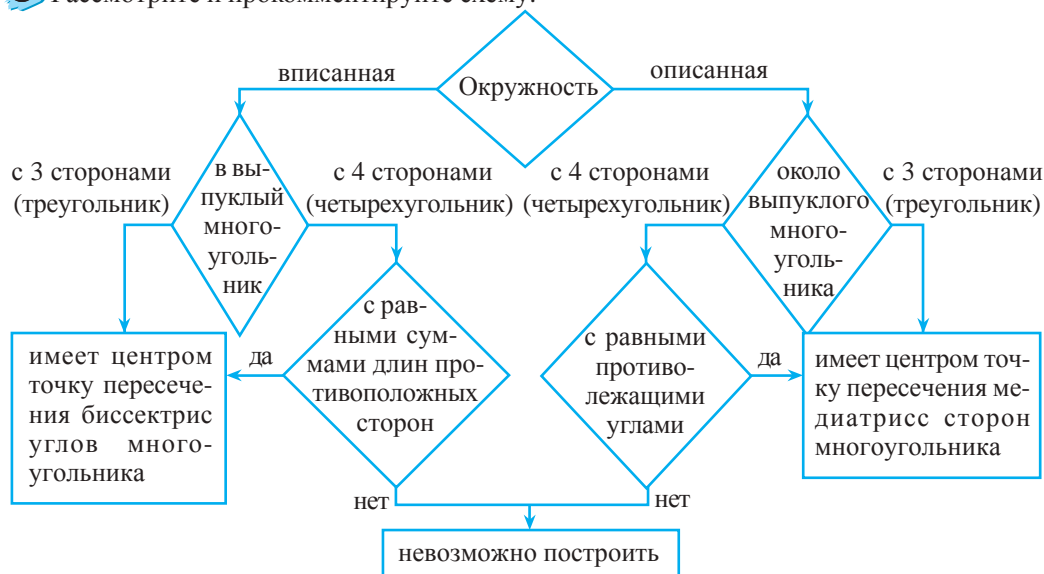 Рассмотрите и прокомментируйте схему.
вписанная
Окружность
описанная
с 3 сторонами
(треугольник)
в вы-
пуклый
много-
уголь-
ник
с 4 сторонами
(четырехугольник)
с 4 сторонами
(четырехугольник)
около
выпуклого
много-
уголь-
ника
с 3 сторонами
(треугольник)
имеет центром
точку пересече-
ния биссектрис
углов много-
угольника
да
с рав-
ными сум-
мами длин про-
тивоположных
сторон
с равными
противо-
лежащими
углами
да
имеет центром точ-
ку пересечения ме-
диатрисс сторон
многоугольника
нет
нет
невозможно построить